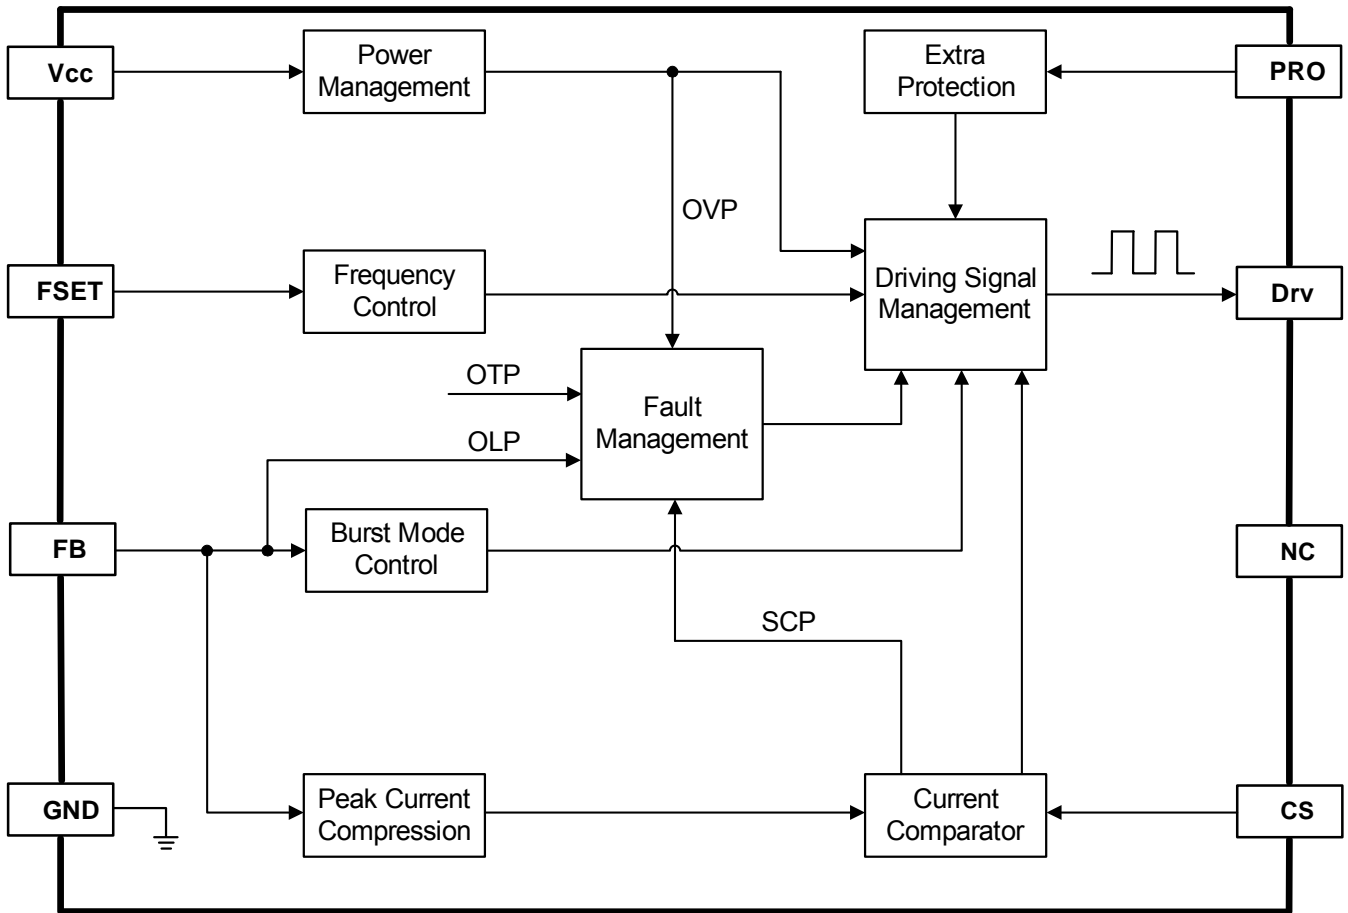 Vcc
Power
Management
Extra
Protection
PRO
OVP
FSET
Frequency
Control
Driving Signal
Management
Drv
OTP
Fault
Management
OLP
FB
Burst Mode
Control
NC
SCP
GND
Peak Current
Compression
Current
Comparator
CS